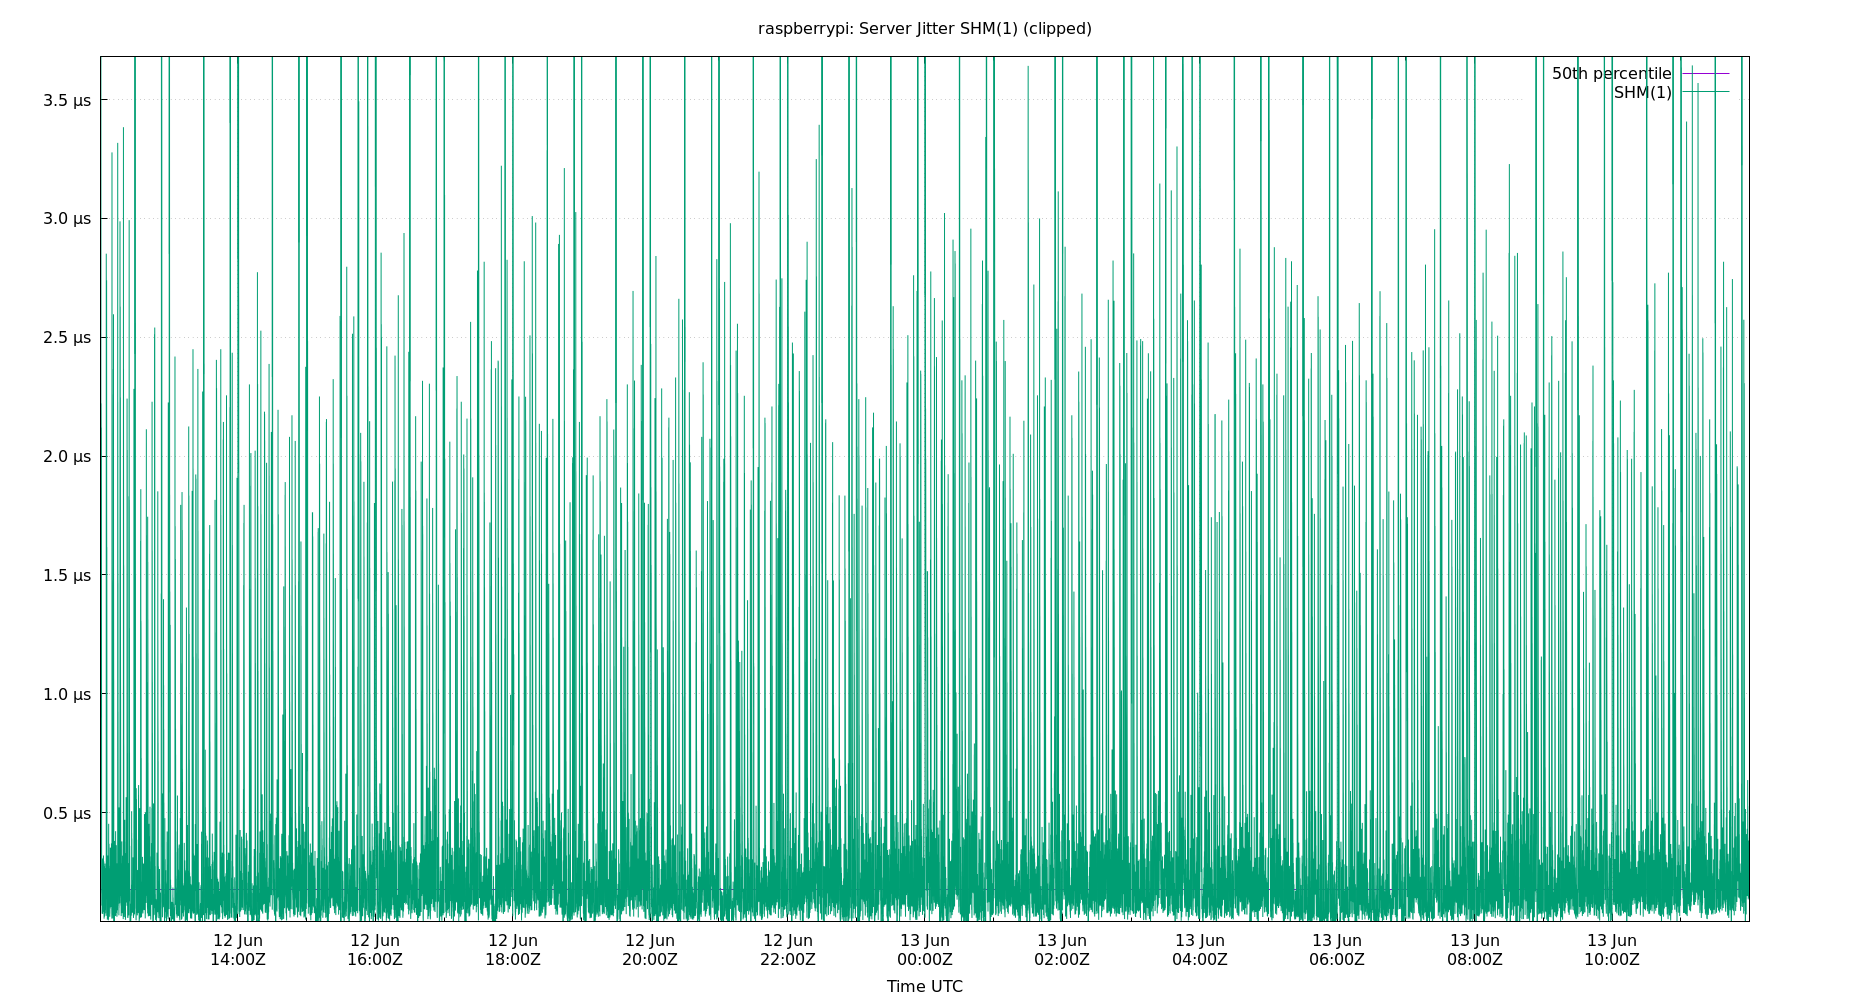 raspberrypi: Server Jitter SHM(1) (clipped)
50th percentile
SHM(1)
3.5 µs
3.0 µs
2.5 µs
2.0 µs
1.5 µs
1.0 µs
0.5 µs
12 Jun 12 Jun 12 Jun 12 Jun 12 Jun 13 Jun 13 Jun 13 Jun 13 Jun 13 Jun 13 Jun
14:00Z 16:00Z 18:00Z 20:00Z 22:00Z 00:00Z 02:00Z 04:00Z 06:00Z 08:00Z 10:00Z
Time UTC